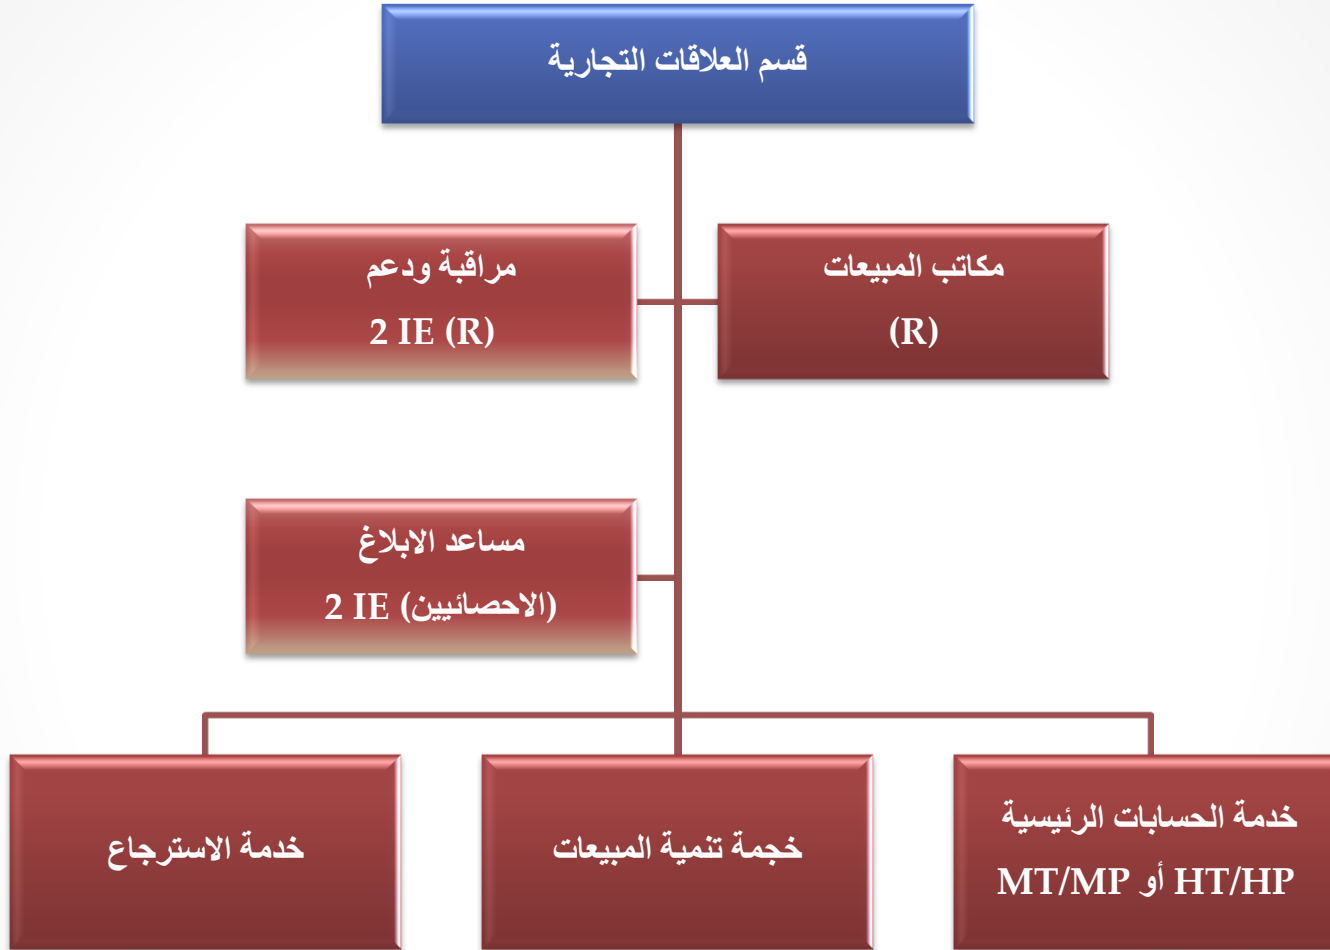 قسم العلاقات التجارية
مكاتب المبيعات
(R)
مراقبة ودعم
2 IE (R)
مساعد الابلاغ
2 IE (الاحصائيين)
خدمة الحسابات الرئيسية
MT/MP أو HT/HP
خجمة تنمية المبيعات
خدمة الاسترجاع